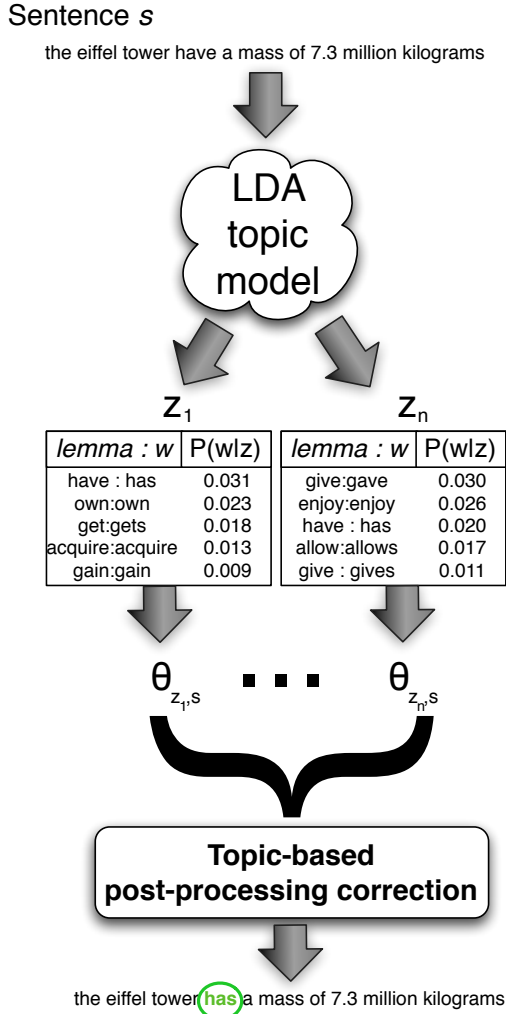 Sentence s
the eiffel tower have a mass of 7.3 million kilograms
LDA
topic
model
z1
lemma : w P(w|z)
have : has 0.031
own:own 0.023
get:gets 0.018
acquire:acquire 0.013
gain:gain 0.009
zn
lemma : w P(w|z)
give:gave 0.030
enjoy:enjoy 0.026
have : has 0.020
allow:allows 0.017
give : gives 0.011
θz1,s ... θzn,s
Topic-based
post-processing correction
the eiffel tower has a mass of 7.3 million kilograms